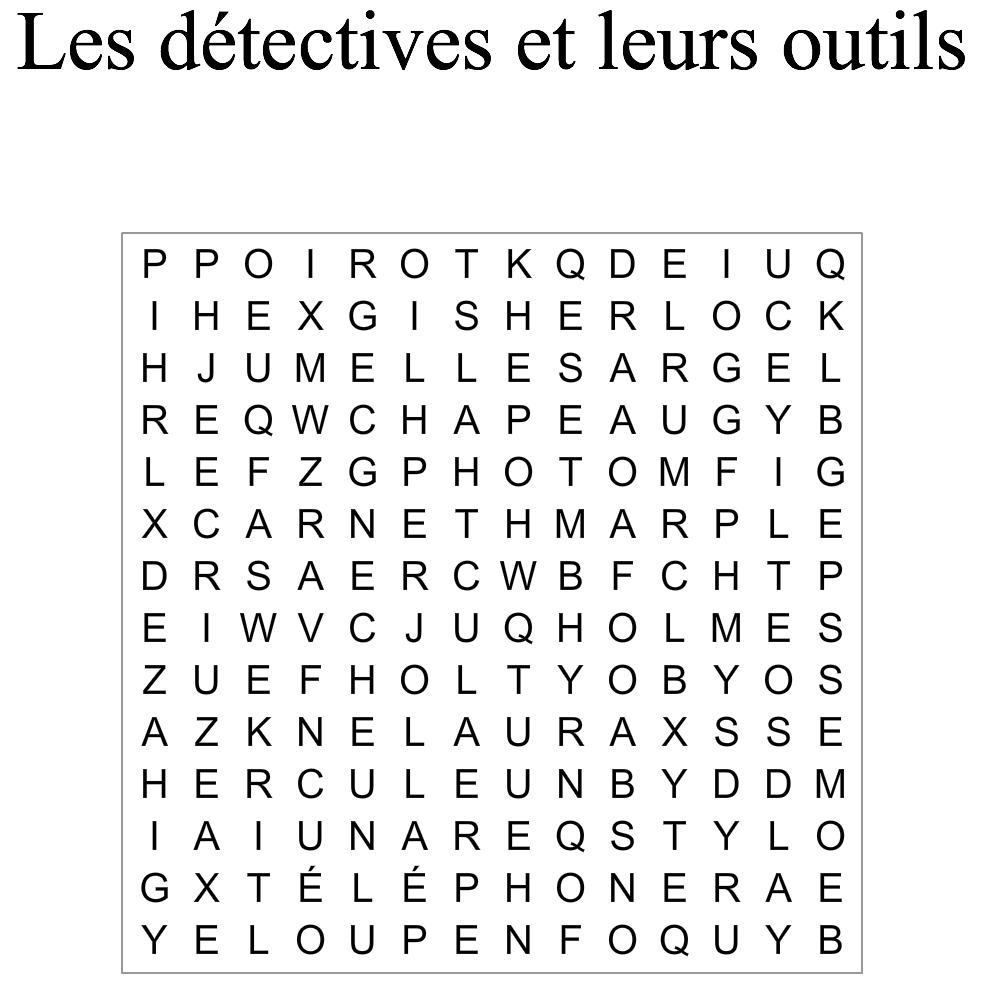 Les détectives et leurs outils
P P O I R O T K Q D E I U Q
I H E X G I S H E R L O C K
H J U M E L L E S A R G E L
R E Q W C H A P E A U G Y B
L E F Z G P H O T O M F I G
X C A R N E T H M A R P L E
D R S A E R C W B F C H T P
E I W V C J U Q H O L M E S
Z U E F H O L T Y O B Y O S
A Z K N E L A U R A X S S E
H E R C U L E U N B Y D D M
I A I U N A R E Q S T Y L O
G X T É L É P H O N E R A E
Y E L O U P E N F O Q U Y B